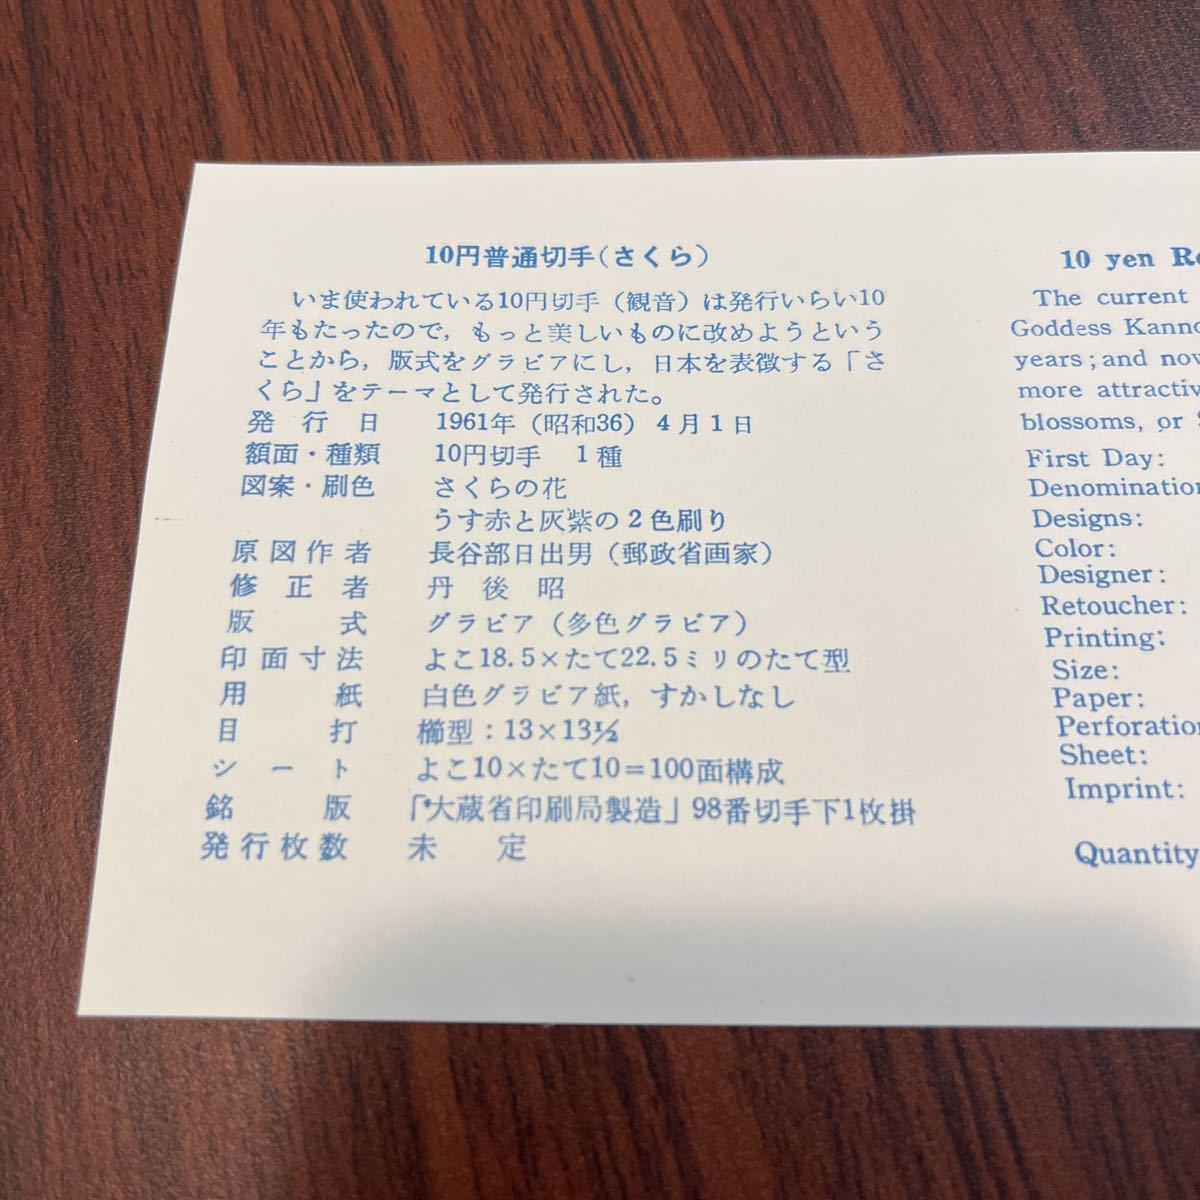 10円普通切手(さくら)
いま使われている10円切手(観音)は発行いらい10
年もたったので,もっと美しいものに改めようという
ことから,版式をグラビアにし,日本を表徴する「さ
くら」をテーマとして発行された。
発行日 1961年(昭和36)4月1日
額面・種類 10円切手 1種
図案・刷色 さくらの花
うす赤と灰紫の2色刷り
原図作者 長谷部日出男(郵政省画家)
修正者 丹後昭
版式 グラビア(多色グラビア)
印面寸法 よこ18.5×たて22.5ミリのたて型
用紙 白色グラビア紙,すかしなし
目打 櫛型:13×13½
シート よこ10×たて10=100面構成
銘版 「大蔵省印刷局製造」98番切手下1枚掛
発行枚数 未定
10 yen
The current
Goddess
years; and
more
blossoms, or
First Day:
Denomination
Designs:
Color:
Designer:
Retoucher:
Printing:
Size:
Paper:
Perforation
Sheet:
Imprint:
Quantity